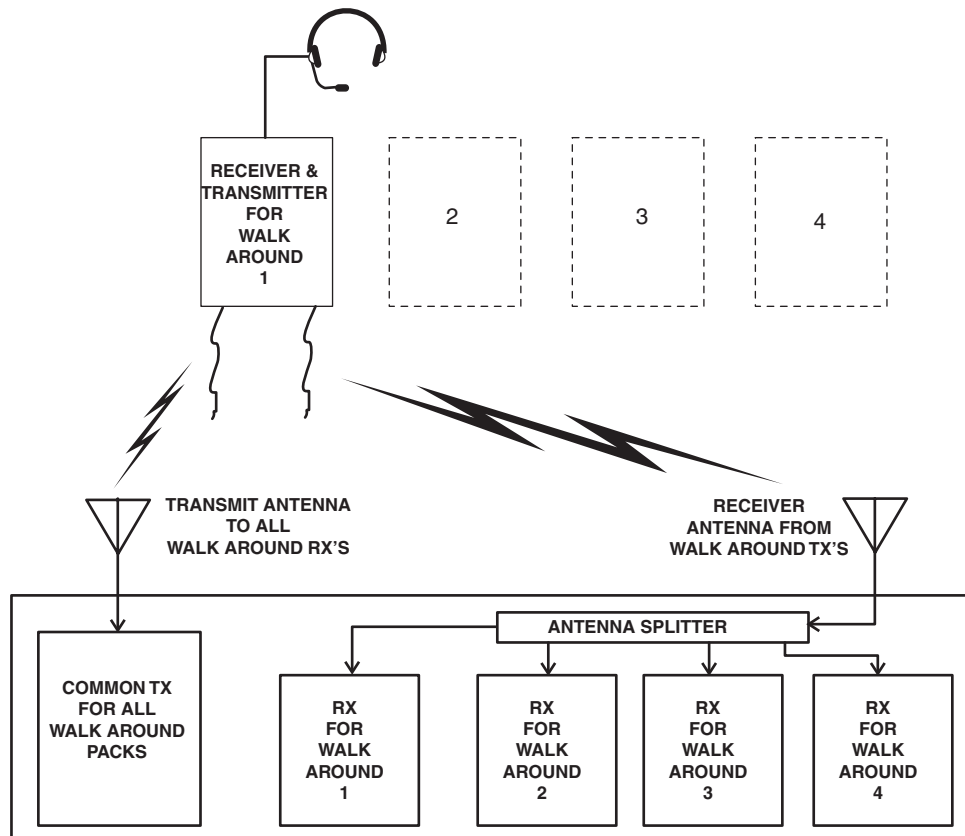 RECEIVER &
TRANSMITTER
FOR
WALK
AROUND
1
2
3
4
TRANSMIT ANTENNA
TO ALL
WALK AROUND RX'S
RECEIVER
ANTENNA FROM
WALK AROUND TX'S
ANTENNA SPLITTER
COMMON TX
FOR ALL
WALK AROUND
PACKS
RX
FOR
WALK
AROUND
1
RX
FOR
WALK
AROUND
2
RX
FOR
WALK
AROUND
3
RX
FOR
WALK
AROUND
4